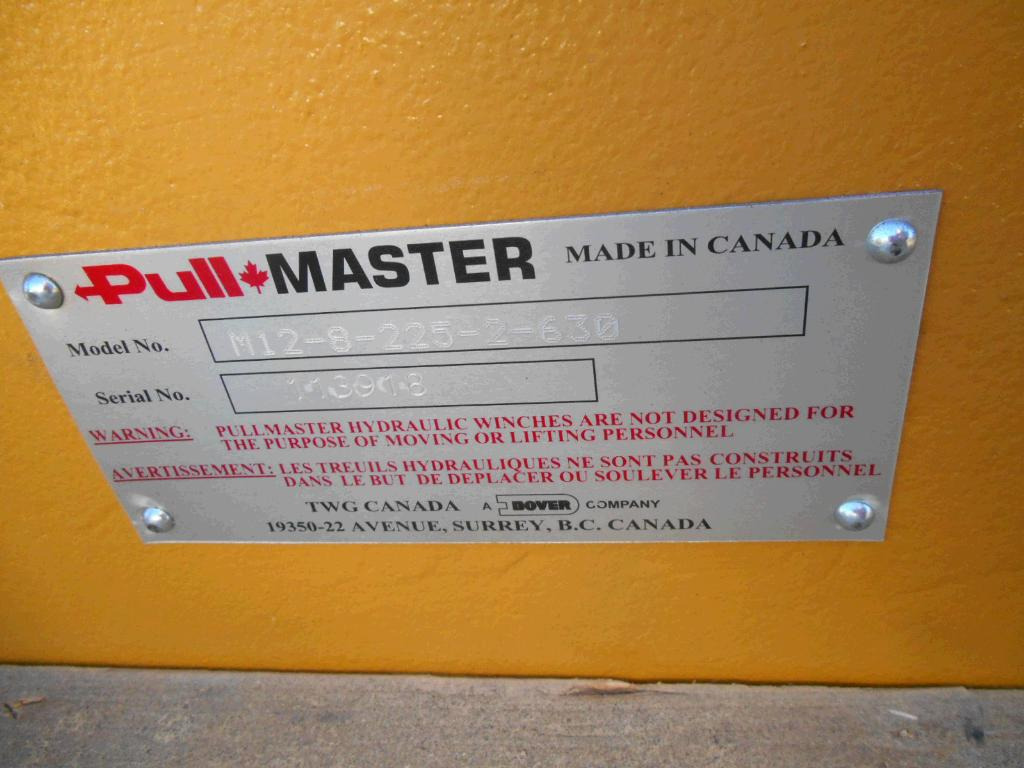 Pull MASTER MADE IN CANADA
Model No. M12-8-225-2-630
Serial No.
WARNING: PULLMASTER HYDRAULIC WINCHES ARE NOT DESIGNED FOR
THE PURPOSE OF MOVING OR LIFTING PERSONNEL
AVERTISSEMENT: LES TREUILS HYDRAULIQUES NE SONT PAS CONSTRUITS
DANS LE BUT DE DEPLACER OU SOULEVER LE PERSONNEL
TWG CANADA A DOVER COMPANY
19350-22 AVENUE, SURREY, B.C. CANADA